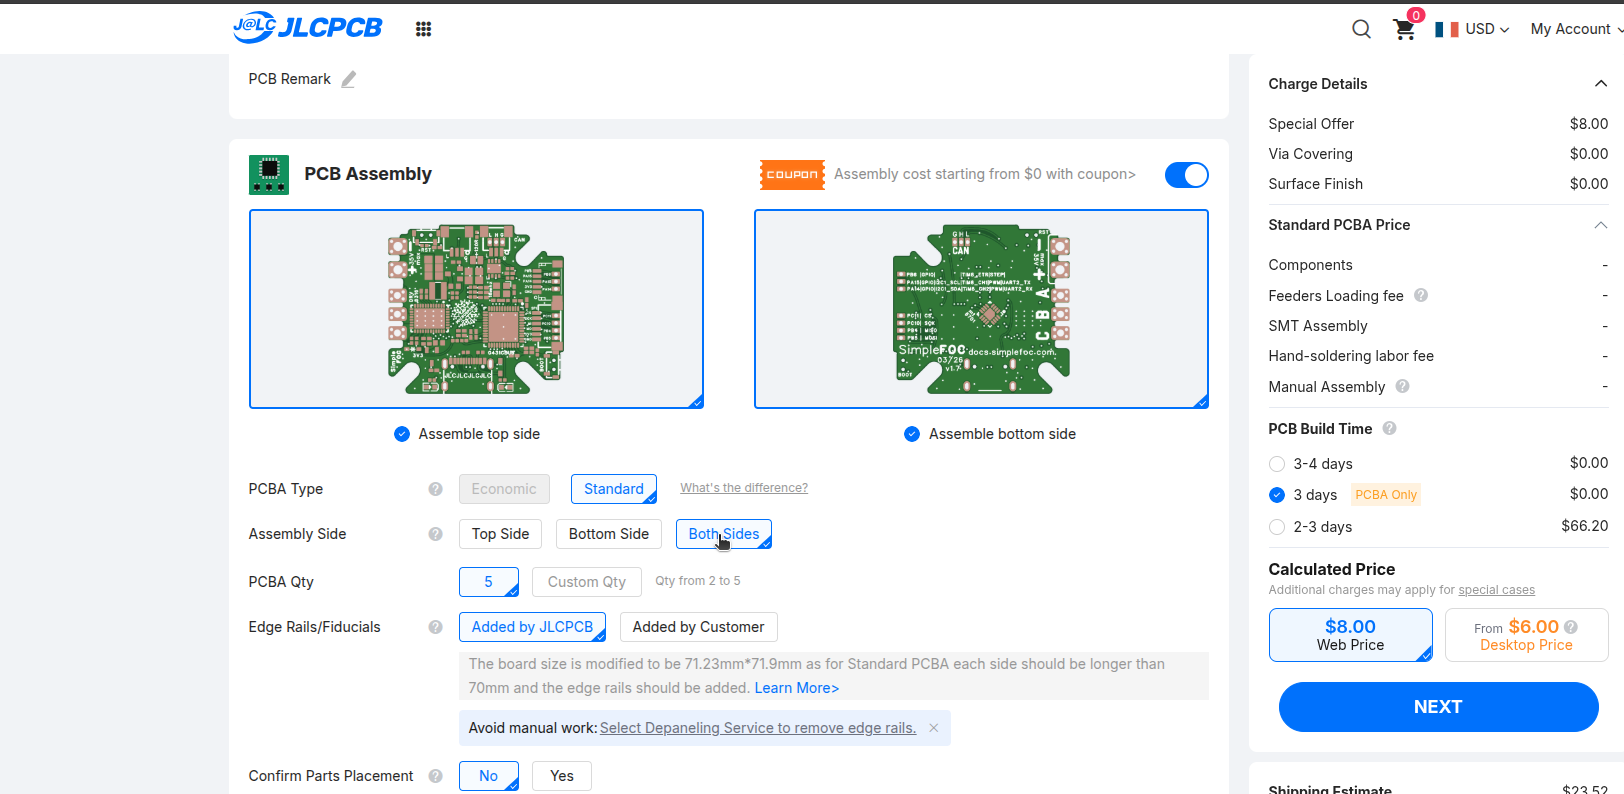 J@LC JLCPCB
0
USD
My Account
PCB Remark
PCB Assembly
COUPON
Assembly cost starting from $0 with coupon>
CAN
SimpleFOC docs.simplefoc.com
03/26
v1.7
BOOT
C B A
JLCJLCJLCJLC
Assemble top side
Assemble bottom side
PCBA Type
Economic
Standard
What's the difference?
Assembly Side
Top Side
Bottom Side
Both Sides
PCBA Qty
5
Custom Qty
Qty from 2 to 5
Edge Rails/Fiducials
Added by JLCPCB
Added by Customer
The board size is modified to be 71.23mm*71.9mm as for Standard PCBA each side should be longer than
70mm and the edge rails should be added. Learn More>
Avoid manual work: Select Depaneling Service to remove edge rails.
Confirm Parts Placement
No
Yes
Charge Details
Special Offer $8.00
Via Covering $0.00
Surface Finish $0.00
Standard PCBA Price
Components -
Feeders Loading fee -
SMT Assembly -
Hand-soldering labor fee -
Manual Assembly -
PCB Build Time
3-4 days $0.00
3 days PCBA Only $0.00
2-3 days $66.20
Calculated Price
Additional charges may apply for special cases
$8.00
Web Price
From $6.00
Desktop Price
NEXT
Shipping Estimate $23.52